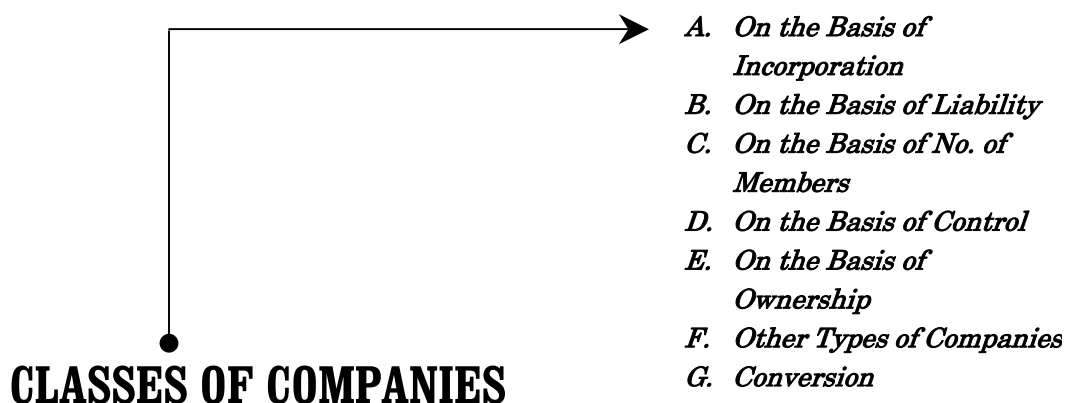 A. On the Basis of
Incorporation
B. On the Basis of Liability
C. On the Basis of No. of
Members
D. On the Basis of Control
E. On the Basis of
Ownership
F. Other Types of Companies
G. Conversion
CLASSES OF COMPANIES